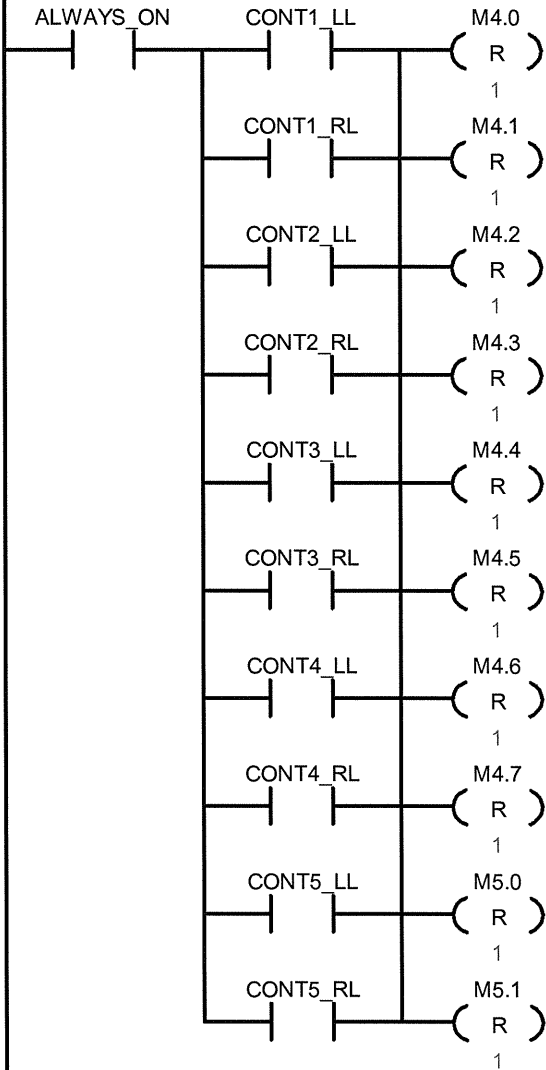 ALWAYS_ON CONT1_LL M4.0
R
1
CONT1_RL M4.1
R
1
CONT2_LL M4.2
R
1
CONT2_RL M4.3
R
1
CONT3_LL M4.4
R
1
CONT3_RL M4.5
R
1
CONT4_LL M4.6
R
1
CONT4_RL M4.7
R
1
CONT5_LL M5.0
R
1
CONT5_RL M5.1
R
1